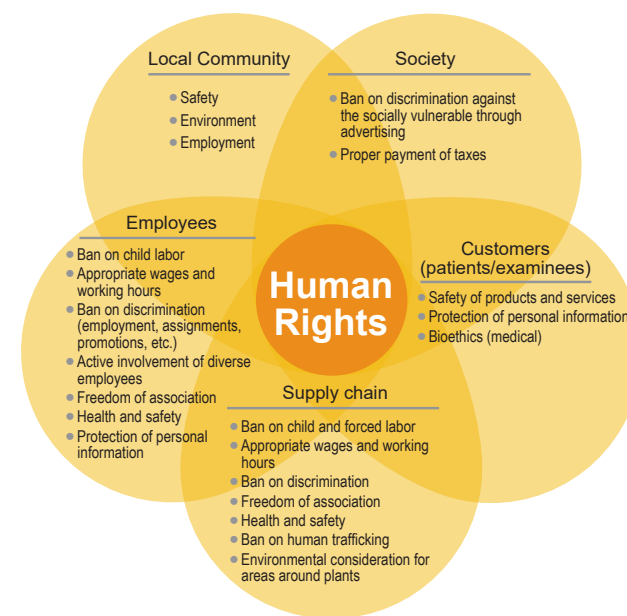 Local Community
● Safety
● Environment
● Employment
Society
● Ban on discrimination against
the socially vulnerable through
advertising
● Proper payment of taxes
Employees
● Ban on child labor
● Appropriate wages and
working hours
● Ban on discrimination
(employment, assignments,
promotions, etc.)
● Active involvement of diverse
employees
● Freedom of association
● Health and safety
● Protection of personal
information
Human
Rights
Customers
(patients/examinees)
● Safety of products and services
● Protection of personal information
● Bioethics (medical)
Supply chain
● Ban on child and forced labor
● Appropriate wages and working
hours
● Ban on discrimination
● Freedom of association
● Health and safety
● Ban on human trafficking
● Environmental consideration for
areas around plants